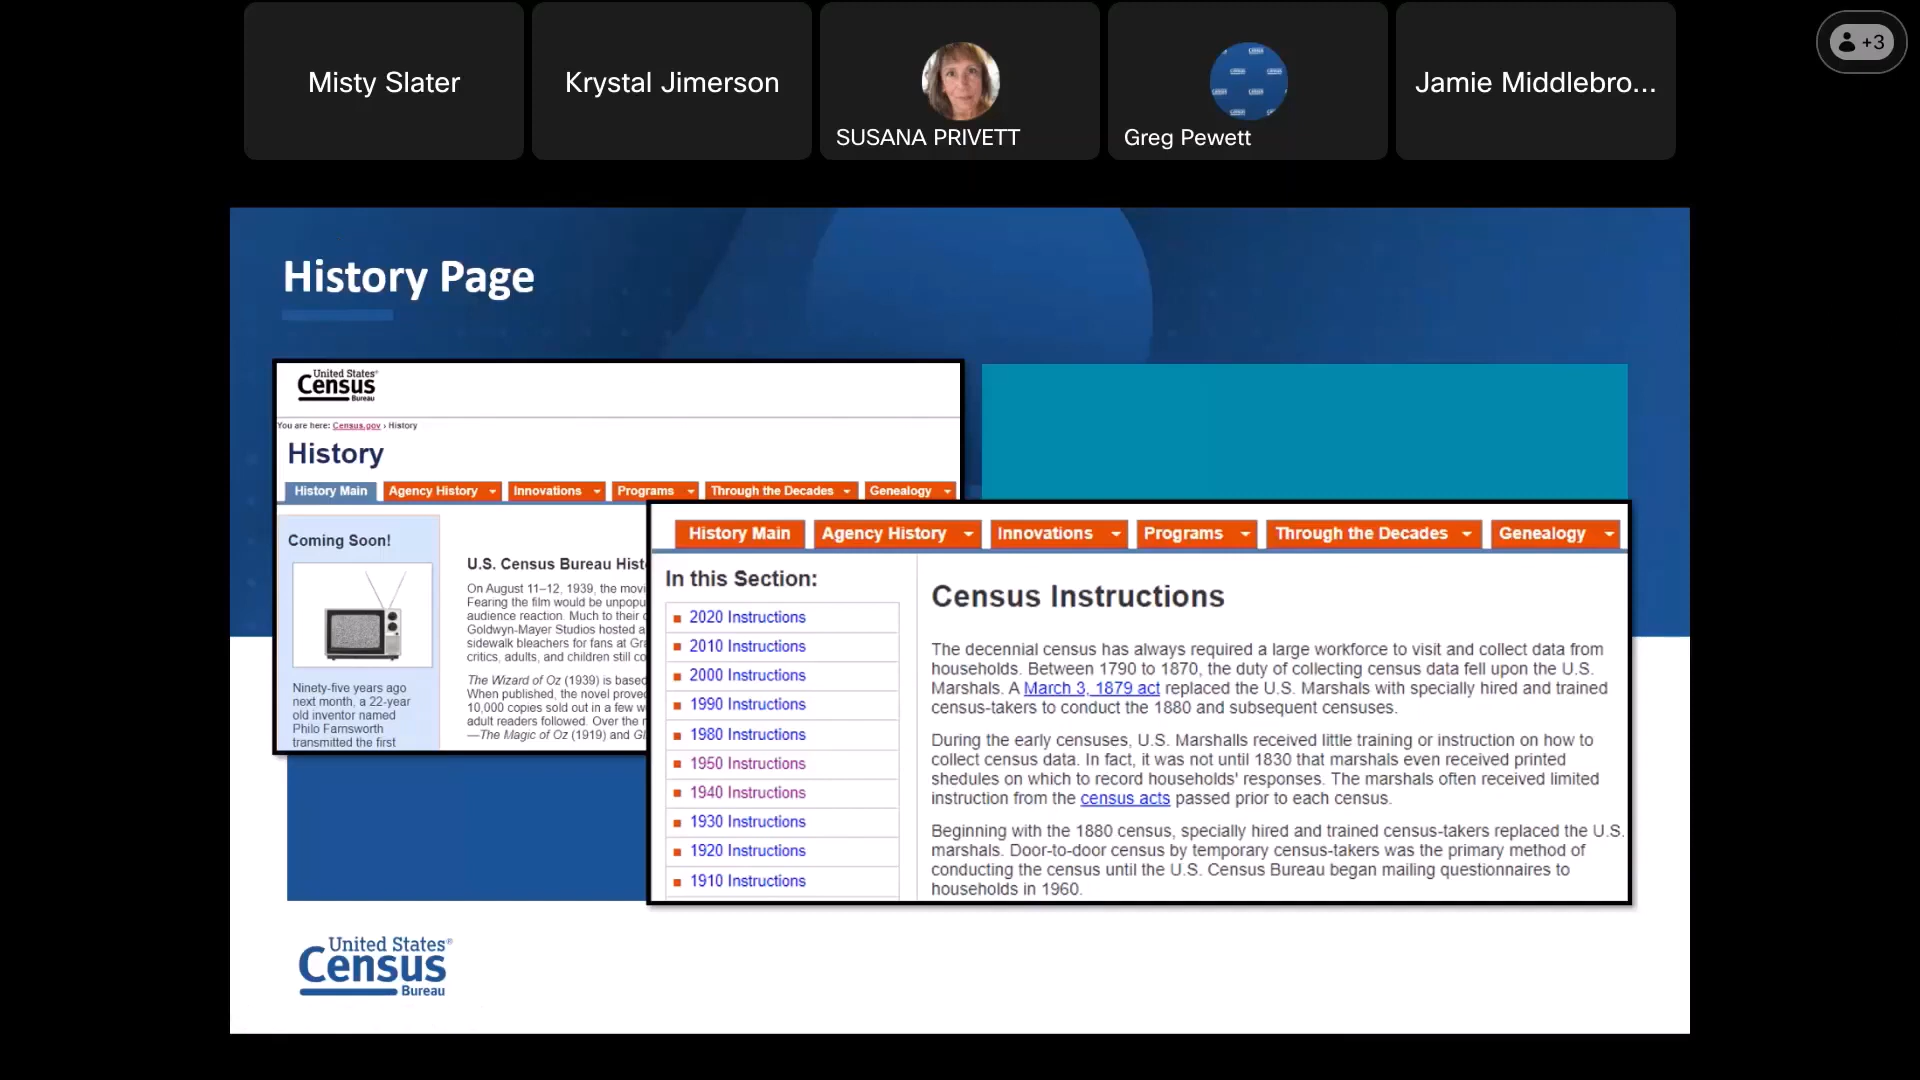 Misty Slater
Krystal Jimerson
SUSANA PRIVETT
Greg Pewett
Jamie Middlebro...
+3
History Page
United States®
Census
Bureau
You are here: Census.gov › History
History
History Main
Agency History
Innovations
Programs
Through the Decades
Genealogy
Coming Soon!
Ninety-five years ago
next month, a 22-year
old inventor named
Philo Farnsworth
transmitted the first
U.S. Census Bureau Hist
On August 11–12, 1939, the movi
Fearing the film would be unpopu
audience reaction. Much to their
Goldwyn-Mayer Studios hosted a
sidewalk bleachers for fans at Gra
critics, adults, and children still co
The Wizard of Oz (1939) is based
When published, the novel prove
10,000 copies sold out in a few w
adult readers followed. Over the
—The Magic of Oz (1919) and
History Main
Agency History
Innovations
Programs
Through the Decades
Genealogy
In this Section:
2020 Instructions
2010 Instructions
2000 Instructions
1990 Instructions
1980 Instructions
1950 Instructions
1940 Instructions
1930 Instructions
1920 Instructions
1910 Instructions
Census Instructions
The decennial census has always required a large workforce to visit and collect data from
households. Between 1790 to 1870, the duty of collecting census data fell upon the U.S.
Marshals. A March 3, 1879 act replaced the U.S. Marshals with specially hired and trained
census-takers to conduct the 1880 and subsequent censuses.
During the early censuses, U.S. Marshalls received little training or instruction on how to
collect census data. In fact, it was not until 1830 that marshals even received printed
shedules on which to record households' responses. The marshals often received limited
instruction from the census acts passed prior to each census.
Beginning with the 1880 census, specially hired and trained census-takers replaced the U.S.
marshals. Door-to-door census by temporary census-takers was the primary method of
conducting the census until the U.S. Census Bureau began mailing questionnaires to
households in 1960.
United States®
Census
Bureau